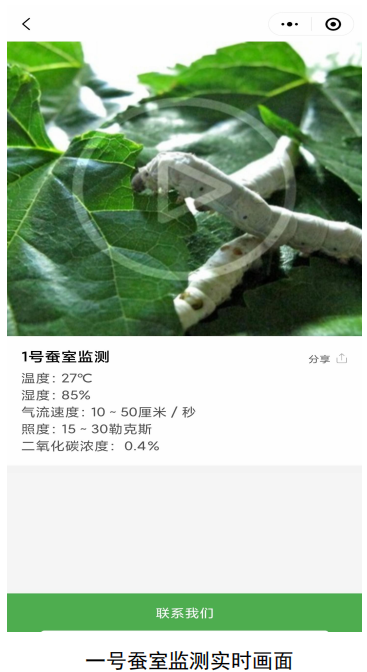 1号蚕室监测
分享
温度：27℃
湿度：85%
气流速度：10 ~ 50厘米 / 秒
照度：15 ~ 30勒克斯
二氧化碳浓度：0.4%
联系我们
一号蚕室监测实时画面